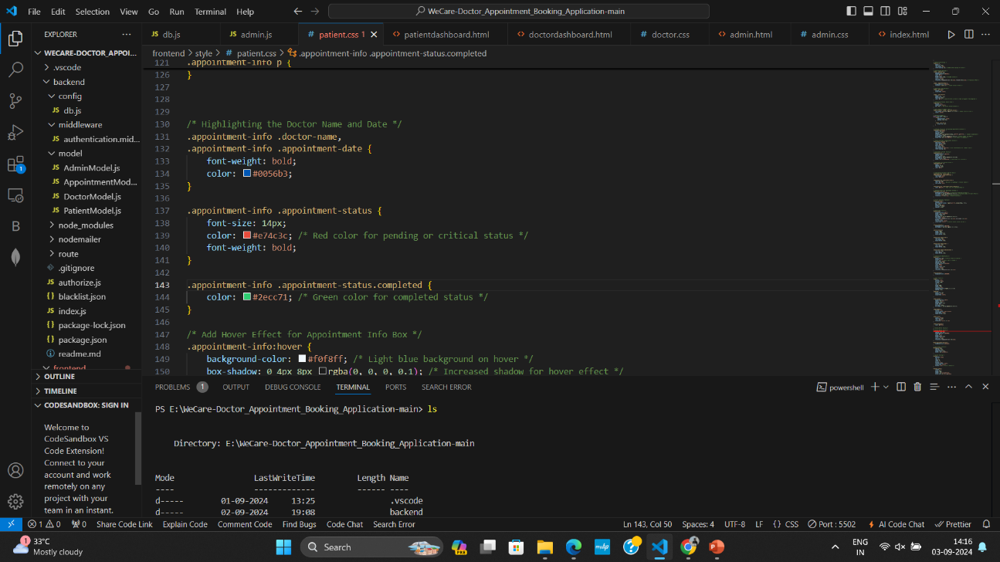 File Edit Selection View Go Run Terminal Help
WeCare-Doctor_Appointment_Booking_Application-main
EXPLORER
db.js
admin.js
patient.css 1
patientdashboard.html
doctordashboard.html
doctor.css
admin.html
admin.css
index.html
frontend > style > # patient.css > .appointment-info .appointment-status.completed
WECARE-DOCTOR_APPOI...
.vscode
backend
config
JS db.js
middleware
JS authentication.mid...
model
JS AdminModel.js
JS AppointmentMod...
JS DoctorModel.js
JS PatientModel.js
node_modules
nodemailer
route
.gitignore
JS authorize.js
{} blacklist.json
JS index.js
{} package-lock.json
{} package.json
readme.md
frontend
OUTLINE
TIMELINE
CODESANDBOX: SIGN IN
Welcome to
CodeSandbox VS
Code Extension!
Connect to your
account and work
remotely on any
project with your
team in an instant.
121 .appointment-info p {
126 }
127
128
129
130 /* Highlighting the Doctor Name and Date */
131 .appointment-info .doctor-name,
132 .appointment-info .appointment-date {
133 font-weight: bold;
134 color: #0056b3;
135 }
136
137 .appointment-info .appointment-status {
138 font-size: 14px;
139 color: #e74c3c; /* Red color for pending or critical status */
140 font-weight: bold;
141 }
142
143 .appointment-info .appointment-status.completed {
144 color: #2ecc71; /* Green color for completed status */
145 }
146
147 /* Add Hover Effect for Appointment Info Box */
148 .appointment-info:hover {
149 background-color: #f0f8ff; /* Light blue background on hover */
150 box-shadow: 0 4px 8px rgba(0, 0, 0, 0.1); /* Increased shadow for hover effect */
PROBLEMS 1 OUTPUT DEBUG CONSOLE TERMINAL PORTS SEARCH ERROR
powershell
PS E:\WeCare-Doctor_Appointment_Booking_Application-main> ls
Directory: E:\WeCare-Doctor_Appointment_Booking_Application-main
Mode LastWriteTime Length Name
---- ------------- ------ ----
d----- 01-09-2024 13:25 .vscode
d----- 02-09-2024 19:08 backend
1 0 0 Share Code Link Explain Code Comment Code Find Bugs Code Chat Search Error Ln 143, Col 50 Spaces: 4 UTF-8 LF {} CSS Port : 5502 AI Code Chat Prettier
1 33°C
Mostly cloudy
Search
PRE
ENG
IN
14:16
03-09-2024